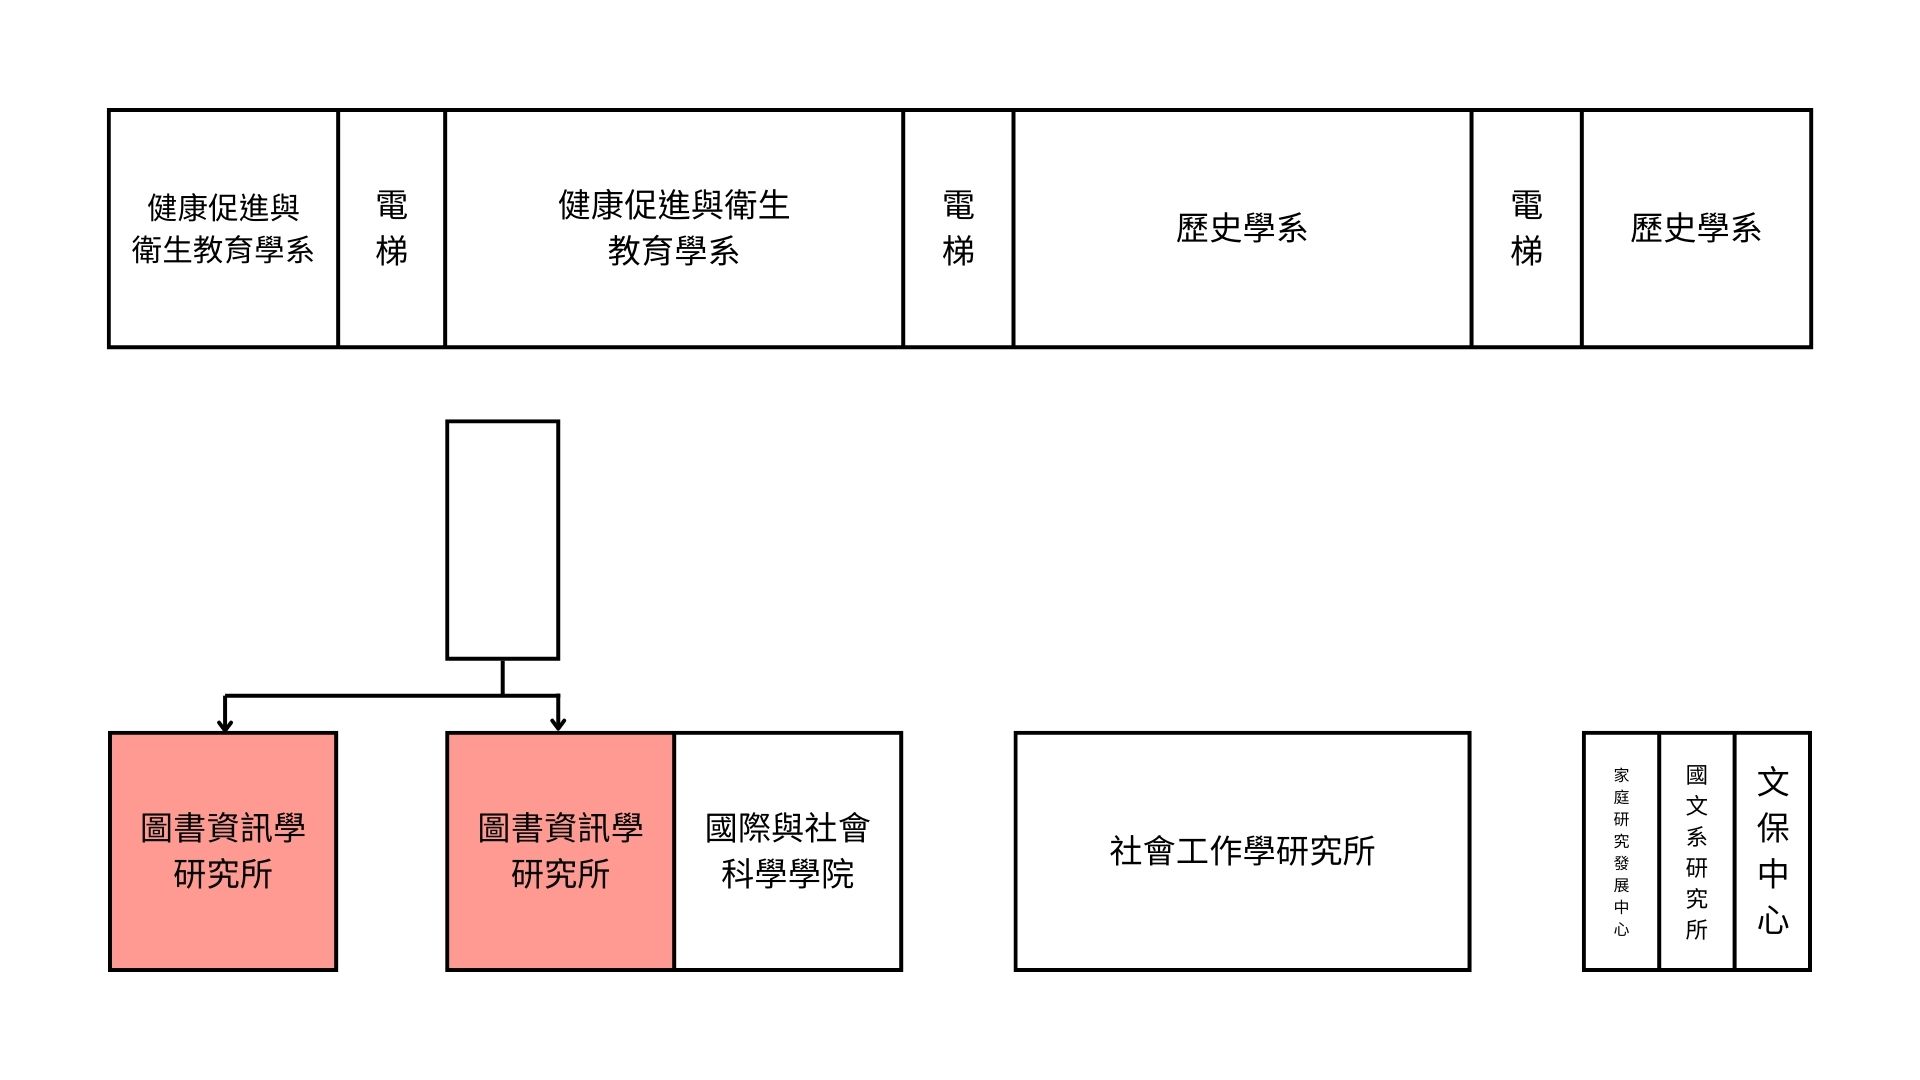 健康促進與
衛生教育學系
電
梯
健康促進與衛生
教育學系
電
梯
歷史學系
電
梯
歷史學系
圖書資訊學
研究所
圖書資訊學
研究所
國際與社會
科學學院
社會工作學研究所
家庭研究發展中心
國文系研究所
文保中心